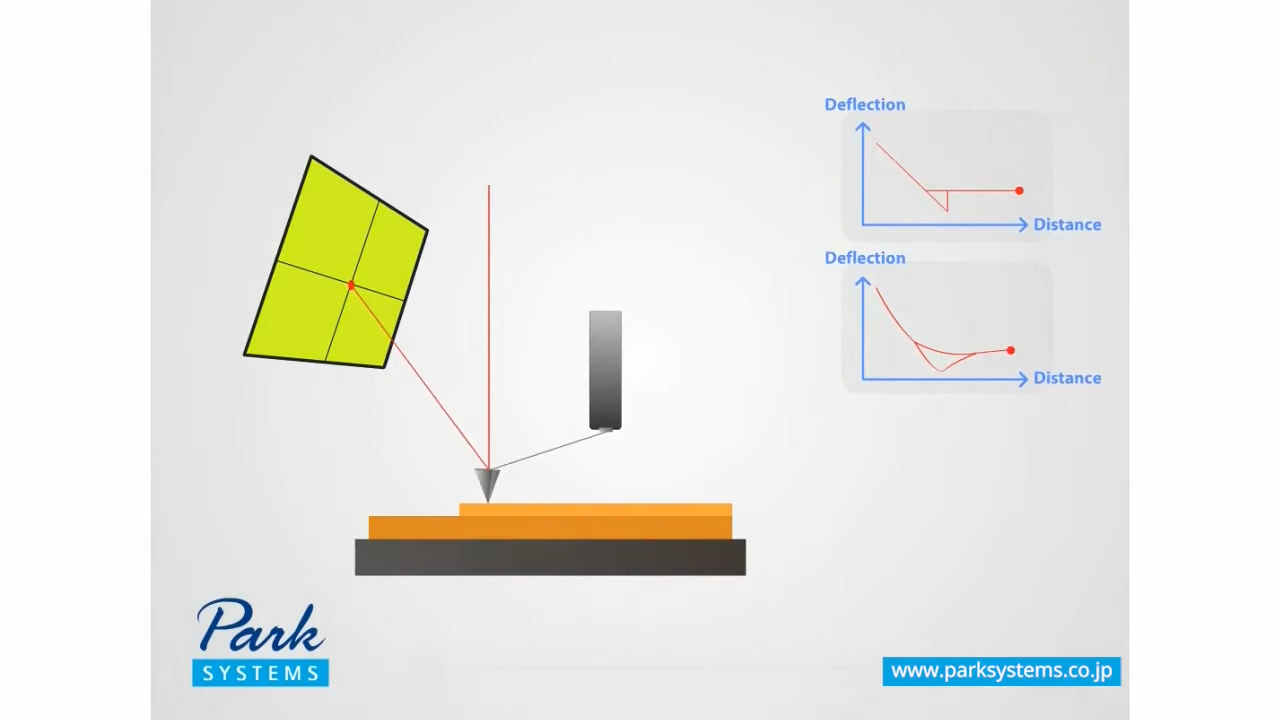 Deflection
Distance
Deflection
Distance
Park
SYSTEMS
www.parksystems.co.jp